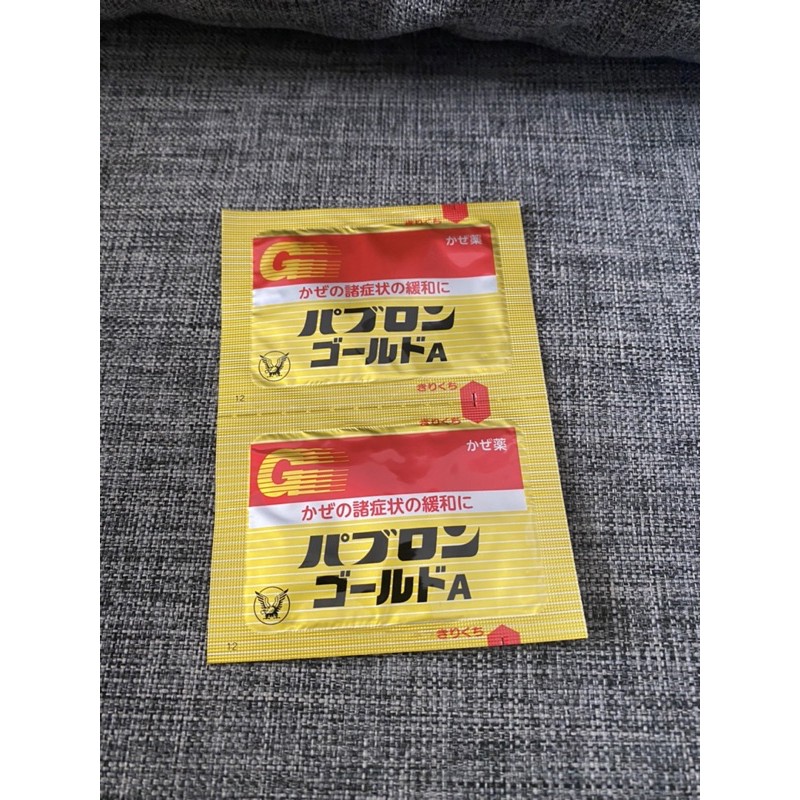 きりくち
かぜ薬
G
かぜの諸症状の緩和に
パブロン
ゴールドA
きりくち
12
きりくち
かぜ薬
G
かぜの諸症状の緩和に
パブロン
ゴールドA
きりくち
12